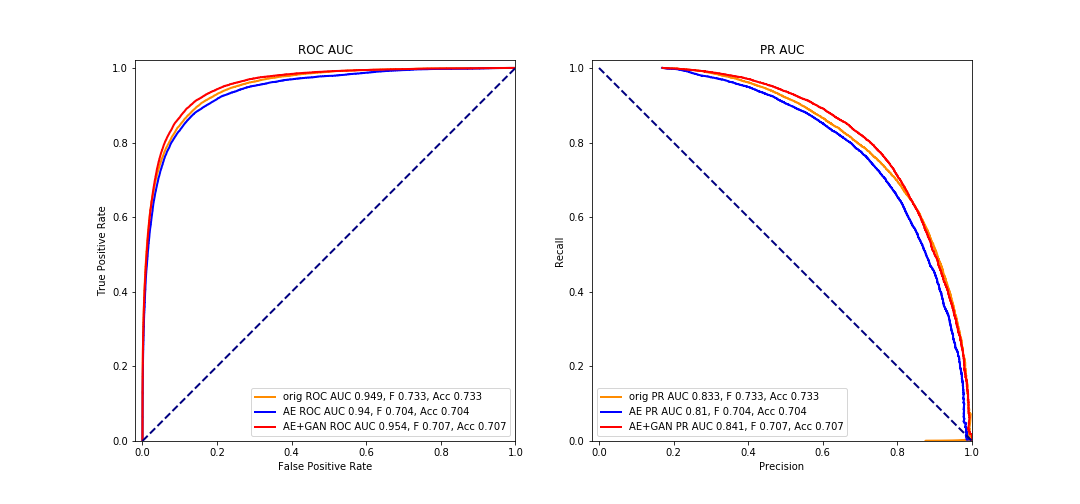 ROC AUC
True Positive Rate
1.0
0.8
0.6
0.4
0.2
0.0
orig ROC AUC 0.949, F 0.733, Acc 0.733
AE ROC AUC 0.94, F 0.704, Acc 0.704
AE+GAN ROC AUC 0.954, F 0.707, Acc 0.707
0.0 0.2 0.4 0.6 0.8 1.0
False Positive Rate
PR AUC
Recall
1.0
0.8
0.6
0.4
0.2
0.0
orig PR AUC 0.833, F 0.733, Acc 0.733
AE PR AUC 0.81, F 0.704, Acc 0.704
AE+GAN PR AUC 0.841, F 0.707, Acc 0.707
0.0 0.2 0.4 0.6 0.8 1.0
Precision